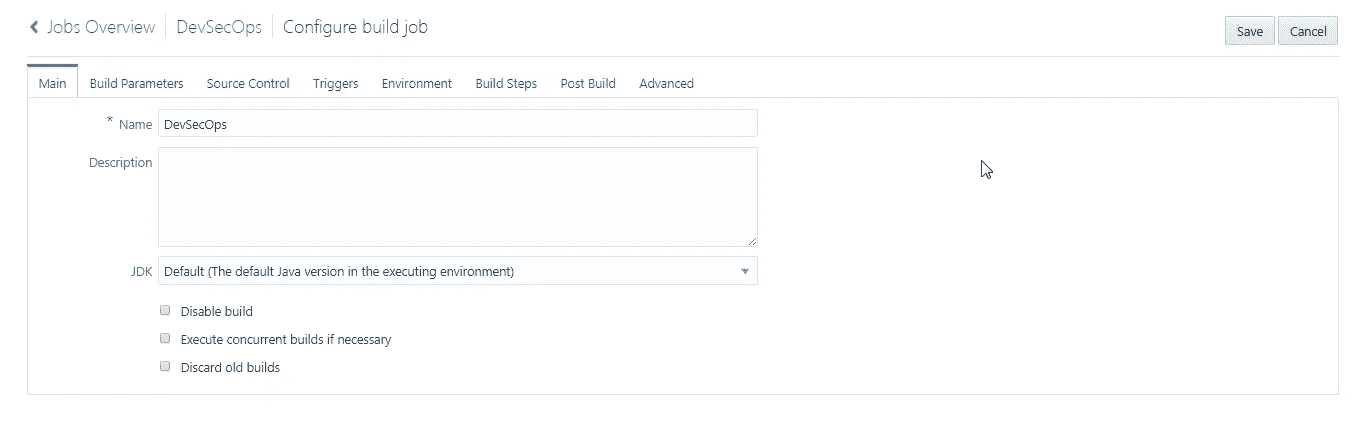 Jobs Overview DevSecOps Configure build job
Save Cancel
Main Build Parameters Source Control Triggers Environment Build Steps Post Build Advanced
* Name DevSecOps
Description
JDK Default (The default Java version in the executing environment)
Disable build
Execute concurrent builds if necessary
Discard old builds